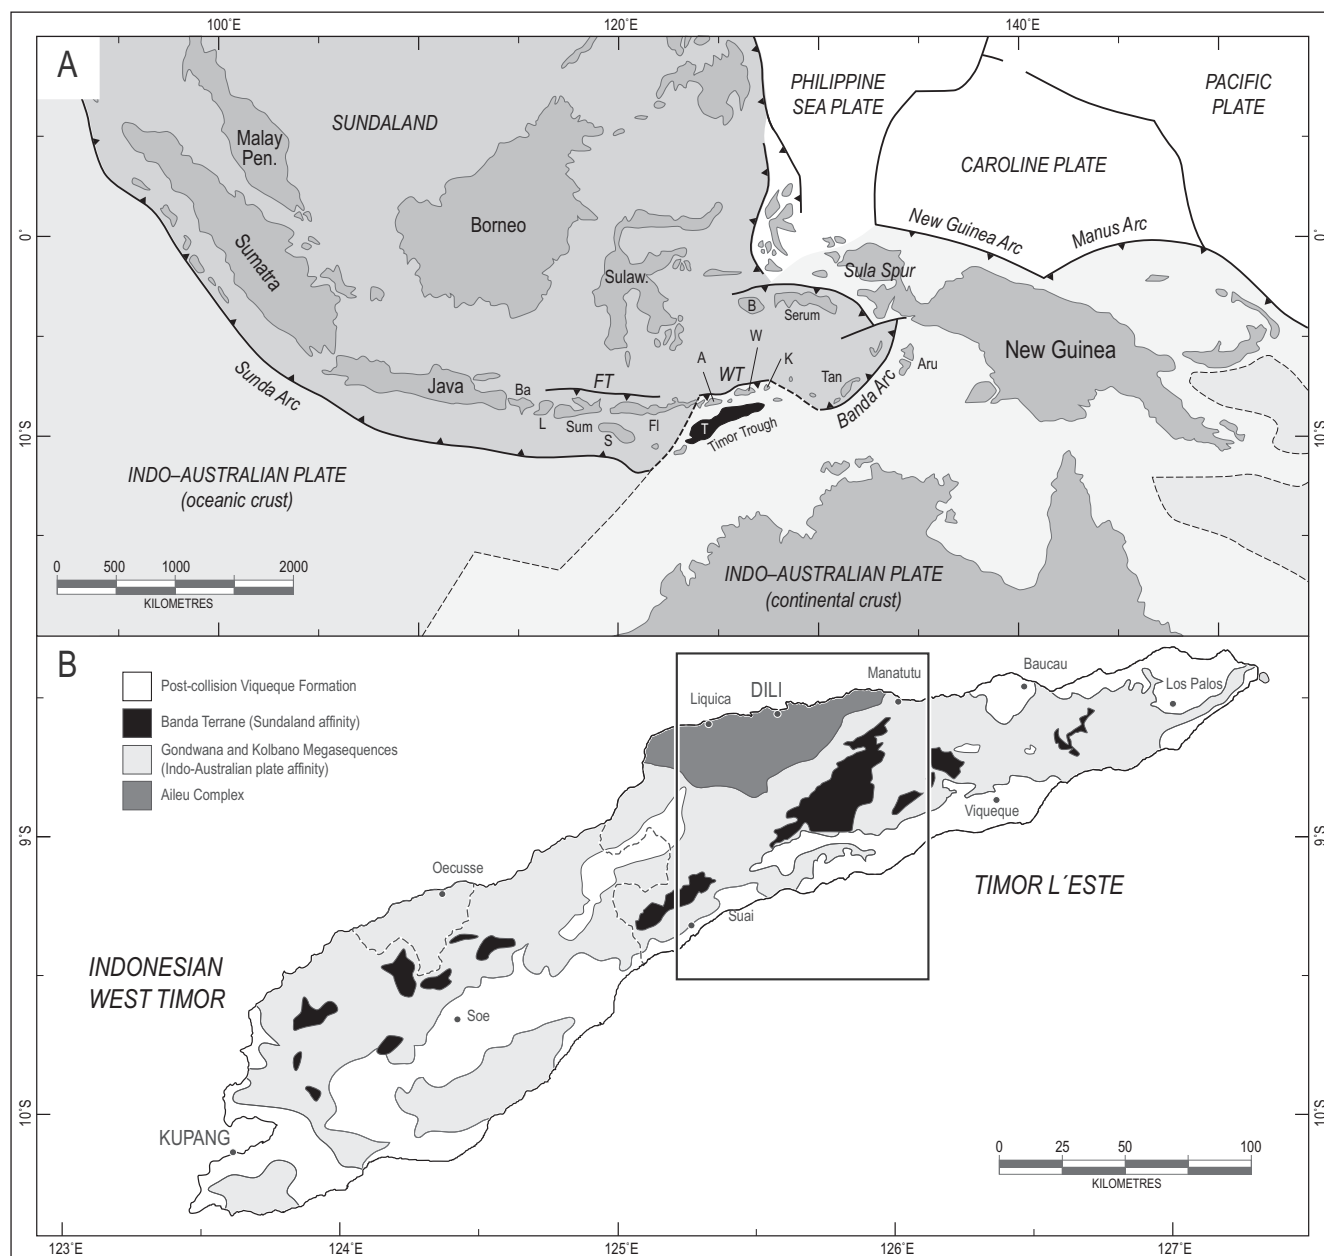 100°E
120°E
140°E
A
SUNDALAND
PHILIPPINE
SEA PLATE
PACIFIC
PLATE
Malay
Pen.
CAROLINE PLATE
Borneo
New Guinea Arc
Manus Arc
0°
0°
Sumatra
Sulaw.
Sula Spur
B
Serum
W
A
K
New Guinea
Sunda Arc
Java
Ba
FT
WT
Tan
Aru
Banda Arc
L
Sum
S
Fl
T
Timor Trough
10°S
10°S
INDO–AUSTRALIAN PLATE
(oceanic crust)
INDO–AUSTRALIAN PLATE
(continental crust)
0
500
1000
2000
KILOMETRES
B
Post-collision Viqueque Formation
Banda Terrane (Sundaland affinity)
Gondwana and Kolbano Megasequences
(Indo-Australian plate affinity)
Aileu Complex
Liquica
DILI
Manatutu
Baucau
Los Palos
Viqueque
9°S
9°S
Oecusse
TIMOR L´ESTE
Suai
INDONESIAN
WEST TIMOR
Soe
10°S
10°S
KUPANG
0
25
50
100
KILOMETRES
123°E
124°E
125°E
126°E
127°E